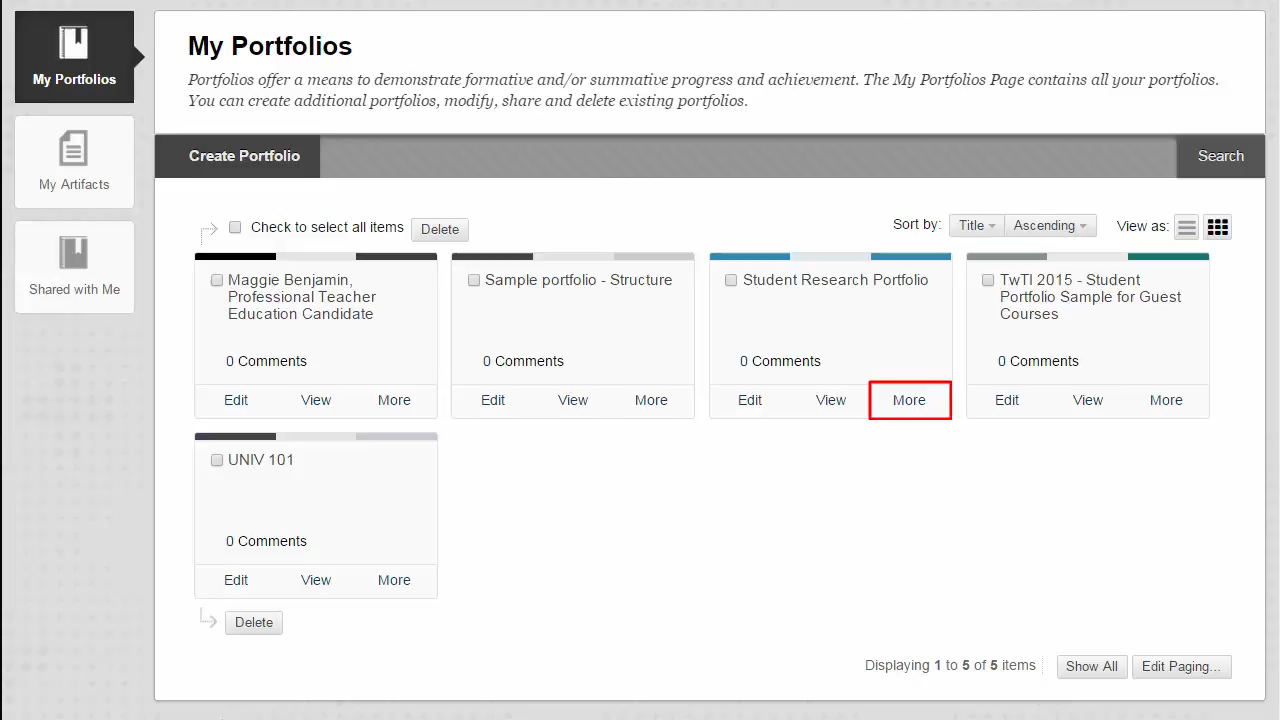 My Portfolios
My Artifacts
Shared with Me
My Portfolios
Portfolios offer a means to demonstrate formative and/or summative progress and achievement. The My Portfolios Page contains all your portfolios.
You can create additional portfolios, modify, share and delete existing portfolios.
Create Portfolio
Search
Check to select all items
Delete
Sort by: Title Ascending View as:
Maggie Benjamin,
Professional Teacher
Education Candidate
0 Comments
Edit View More
Sample portfolio - Structure
0 Comments
Edit View More
Student Research Portfolio
0 Comments
Edit View More
TwTI 2015 - Student
Portfolio Sample for Guest
Courses
0 Comments
Edit View More
UNIV 101
0 Comments
Edit View More
Delete
Displaying 1 to 5 of 5 items Show All Edit Paging...